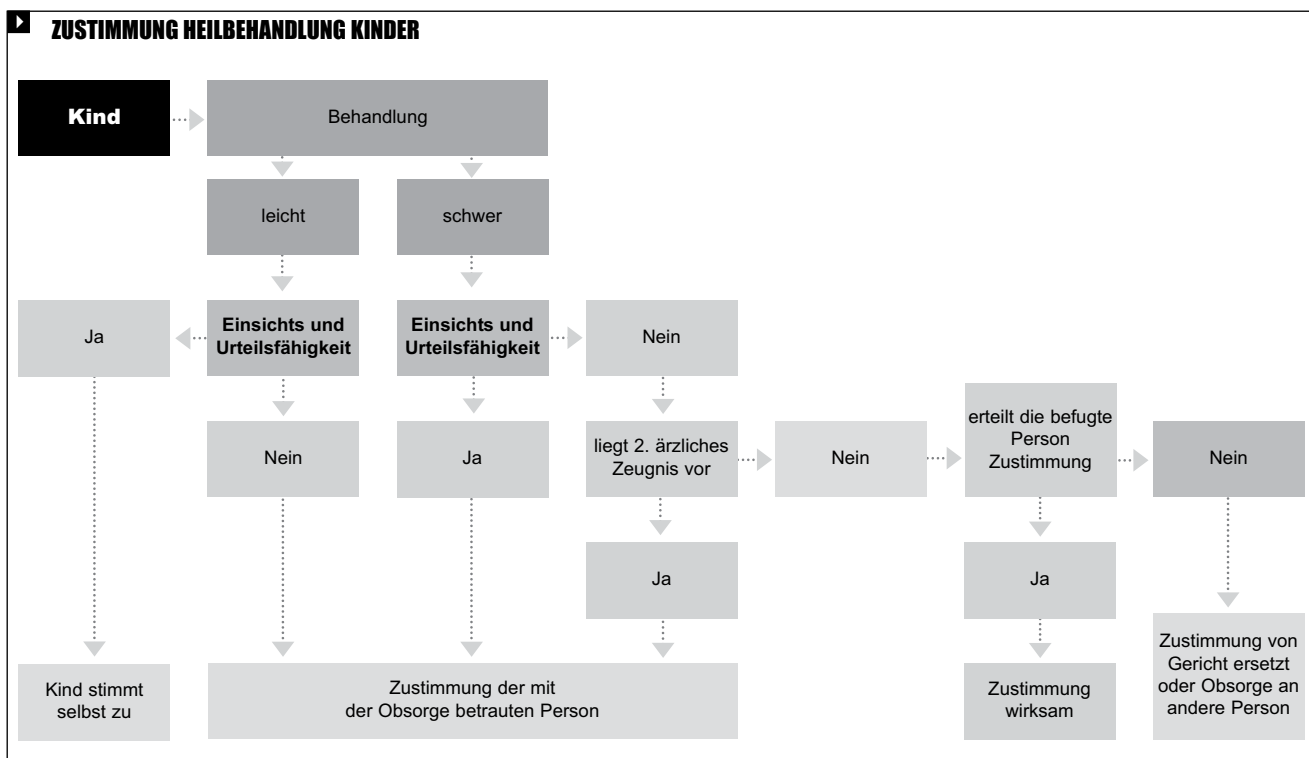 ZUSTIMMUNG HEILBEHANDLUNG KINDER
Kind
Behandlung
leicht
schwer
Ja
Einsichts und
Urteilsfähigkeit
Einsichts und
Urteilsfähigkeit
Nein
Nein
Ja
liegt 2. ärzliches
Zeugnis vor
Nein
erteilt die befugte
Person
Zustimmung
Nein
Ja
Ja
Kind stimmt
selbst zu
Zustimmung der mit
der Obsorge betrauten Person
Zustimmung
wirksam
Zustimmung von
Gericht ersetzt
oder Obsorge an
andere Person